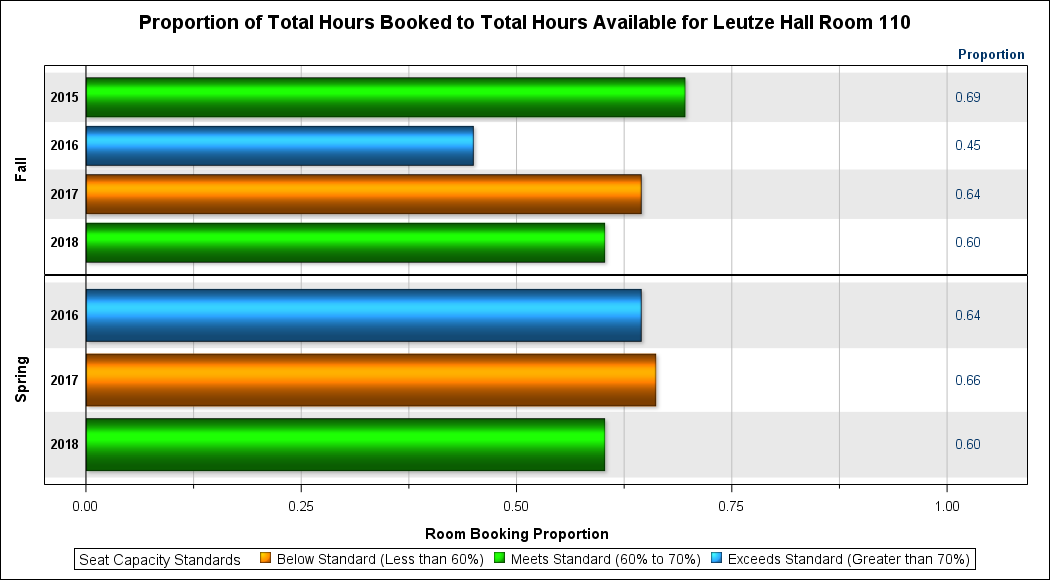 Proportion of Total Hours Booked to Total Hours Available for Leutze Hall Room 110
Proportion
Fall
2015 0.69
2016 0.45
2017 0.64
2018 0.60
Spring
2016 0.64
2017 0.66
2018 0.60
0.00 0.25 0.50 0.75 1.00
Room Booking Proportion
Seat Capacity Standards Below Standard (Less than 60%) Meets Standard (60% to 70%) Exceeds Standard (Greater than 70%)